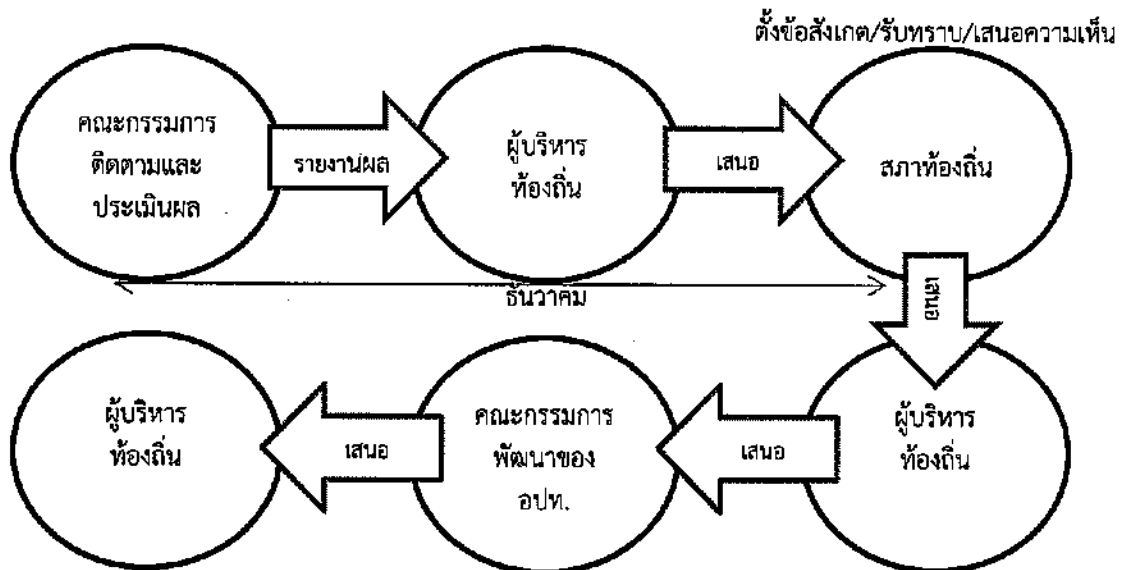 ตั้งข้อสังเกต/รับทราบ/เสนอความเห็น
คณะกรรมการ
ติดตามและ
ประเมินผล
รายงานผล
ผู้บริหาร
ท้องถิ่น
เสนอ
สภาท้องถิ่น
ธันวาคม
เสนอ
ผู้บริหาร
ท้องถิ่น
เสนอ
คณะกรรมการ
พัฒนาของ
อปท.
เสนอ
ผู้บริหาร
ท้องถิ่น